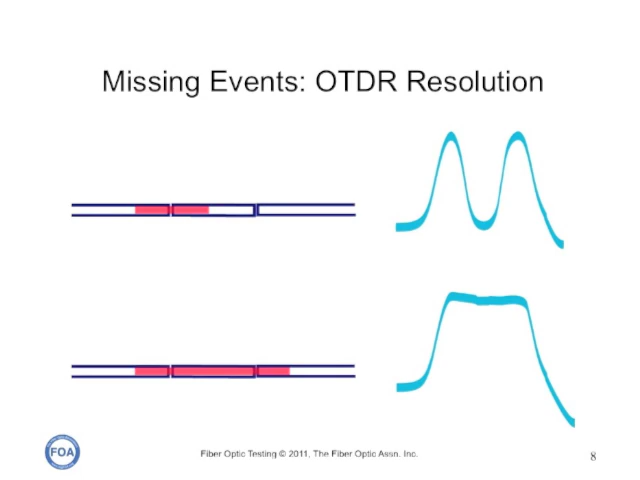 Missing Events: OTDR Resolution
FOA
Fiber Optic Testing © 2011, The Fiber Optic Assn. Inc.
8